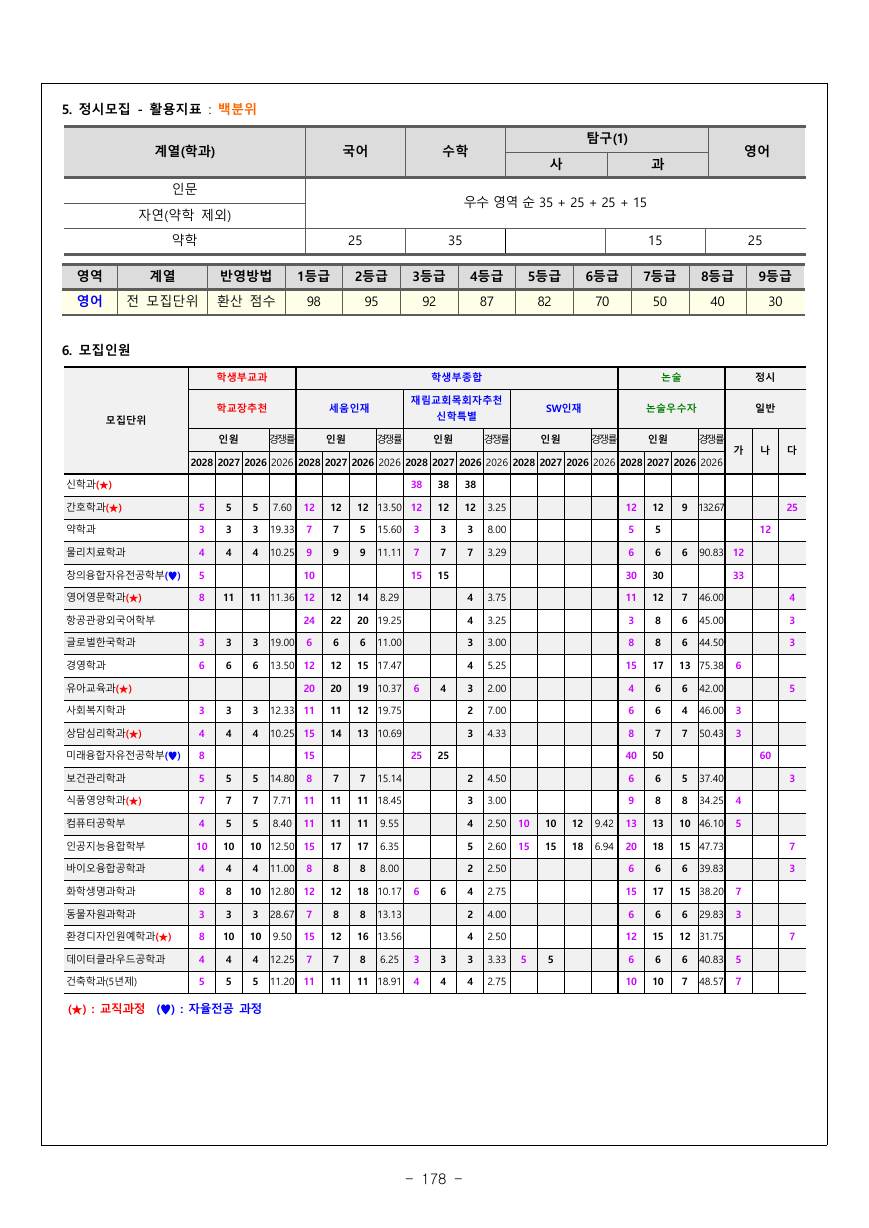 5. 정시모집 - 활용지표 : 백분위
계열(학과) 국어 수학 탐구(1) 영어
사 과
인문 우수 영역 순 35 + 25 + 25 + 15
자연(약학 제외)
약학 25 35 15 25
영역 계열 반영방법 1등급 2등급 3등급 4등급 5등급 6등급 7등급 8등급 9등급
영어 전 모집단위 환산 점수 98 95 92 87 82 70 50 40 30
6. 모집인원
모집단위 학생부교과 학생부종합 논술 정시
학교장추천 세움인재 재림교회목회자추천 신학특별 SW인재 논술우수자 일반
인원 경쟁률 인원 경쟁률 인원 경쟁률 인원 경쟁률 인원 경쟁률 가 나 다
2028 2027 2026 2026 2028 2027 2026 2026 2028 2027 2026 2026 2028 2027 2026 2026 2028 2027 2026 2026
신학과(★) 38 38 38
간호학과(★) 5 5 5 7.60 12 12 12 13.50 12 12 12 3.25 12 12 9 132.67 25
약학과 3 3 3 19.33 7 7 5 15.60 3 3 3 8.00 5 5 12
물리치료학과 4 4 4 10.25 9 9 9 11.11 7 7 7 3.29 6 6 6 90.83 12
창의융합자유전공학부(♥) 5 10 15 15 30 30 33
영어영문학과(★) 8 11 11 11.36 12 12 14 8.29 4 3.75 11 12 7 46.00 4
항공관광외국어학부 24 22 20 19.25 4 3.25 3 8 6 45.00 3
글로벌한국학과 3 3 3 19.00 6 6 6 11.00 3 3.00 8 8 6 44.50 3
경영학과 6 6 6 13.50 12 12 15 17.47 4 5.25 15 17 13 75.38 6
유아교육과(★) 20 20 19 10.37 6 4 3 2.00 4 6 6 42.00 5
사회복지학과 3 3 3 12.33 11 11 12 19.75 2 7.00 6 6 4 46.00 3
상담심리학과(★) 4 4 4 10.25 15 14 13 10.69 3 4.33 8 7 7 50.43 3
미래융합자유전공학부(♥) 8 15 25 25 40 50 60
보건관리학과 5 5 5 14.80 8 7 7 15.14 2 4.50 6 6 5 37.40 3
식품영양학과(★) 7 7 7 7.71 11 11 11 18.45 3 3.00 9 8 8 34.25 4
컴퓨터공학부 4 5 5 8.40 11 11 11 9.55 4 2.50 10 10 12 9.42 13 13 10 46.10 5
인공지능융합학부 10 10 10 12.50 15 17 17 6.35 5 2.60 15 15 18 6.94 20 18 15 47.73 7
바이오융합공학과 4 4 4 11.00 8 8 8 8.00 2 2.50 6 6 6 39.83 3
화학생명과학과 8 8 10 12.80 12 12 18 10.17 6 6 4 2.75 15 17 15 38.20 7
동물자원과학과 3 3 3 28.67 7 8 8 13.13 2 4.00 6 6 6 29.83 3
환경디자인원예학과(★) 8 10 10 9.50 15 12 16 13.56 4 2.50 12 15 12 31.75 7
데이터클라우드공학과 4 4 4 12.25 7 7 8 6.25 3 3 3 3.33 5 5 6 6 6 40.83 5
건축학과(5년제) 5 5 5 11.20 11 11 11 18.91 4 4 4 2.75 10 10 7 48.57 7
(★) : 교직과정 (♥) : 자율전공 과정
- 178 -